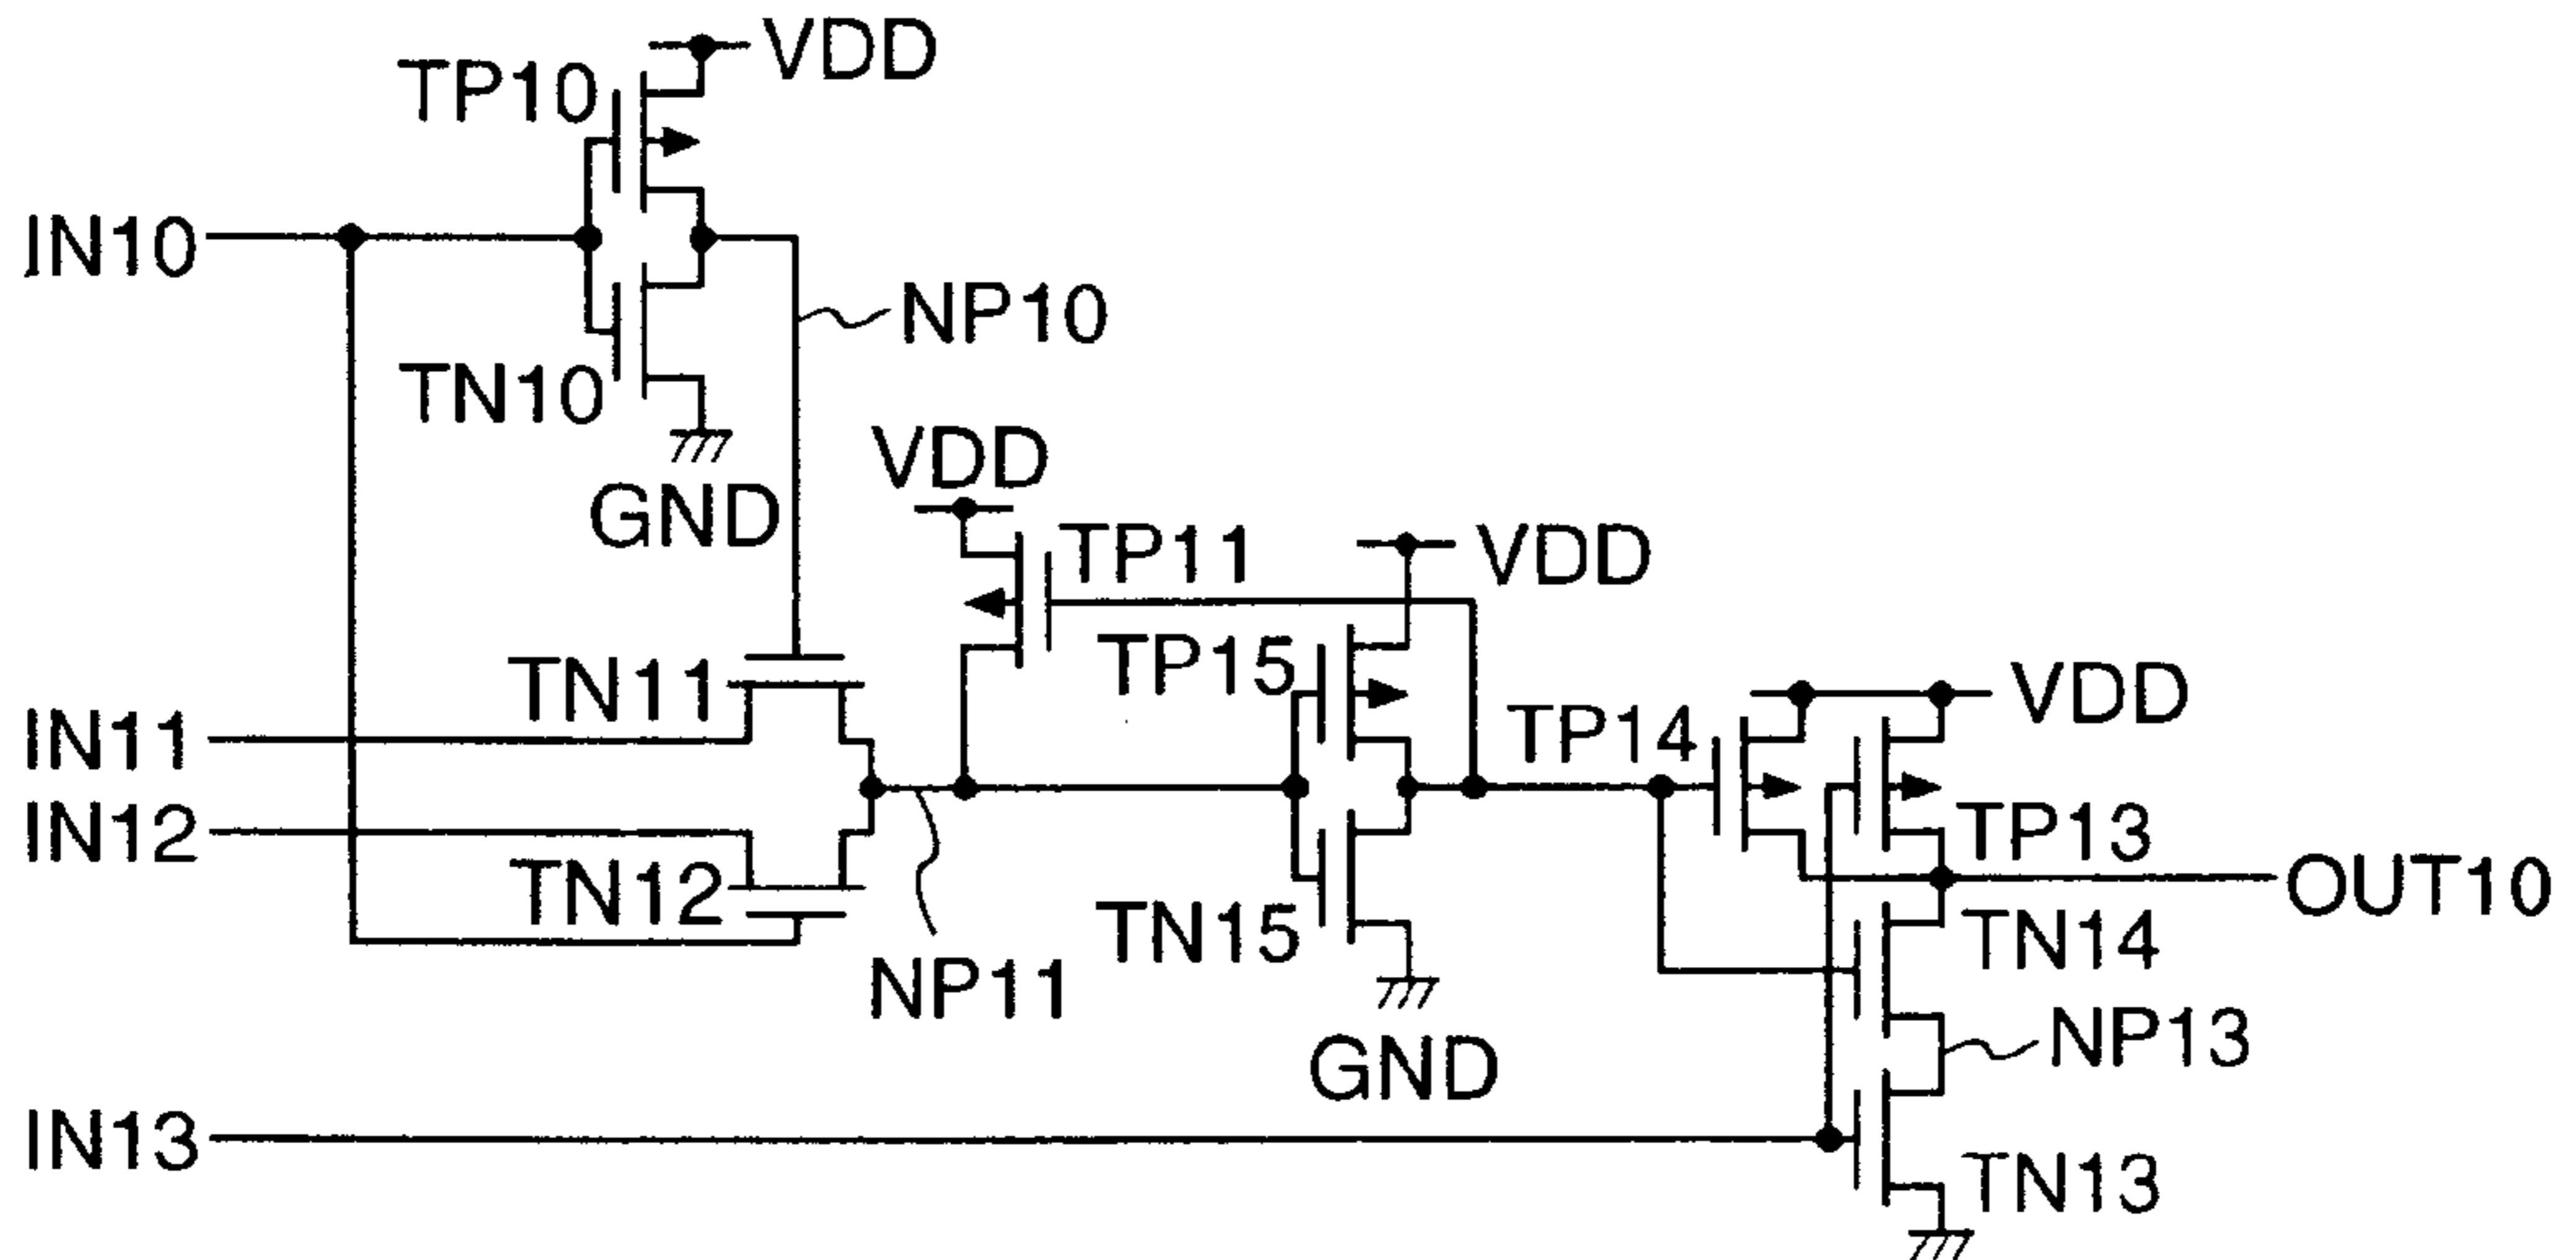 VDD
TP10
IN10
NP10
TN10
VDD
GND
TP11
VDD
TP15
TN11
VDD
TP14
IN11
IN12
TP13
TN12
OUT10
TN15
TN14
NP11
NP13
GND
IN13
TN13